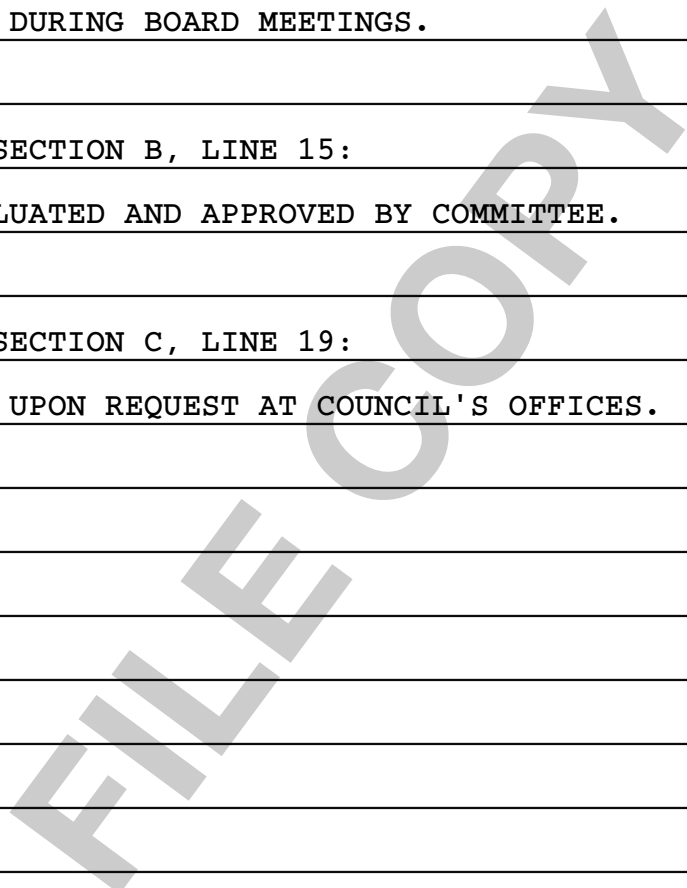 DURING BOARD MEETINGS.
SECTION B, LINE 15:
LUATED AND APPROVED BY COMMITTEE.
SECTION C, LINE 19:
UPON REQUEST AT COUNCIL'S OFFICES.
FILE COPY